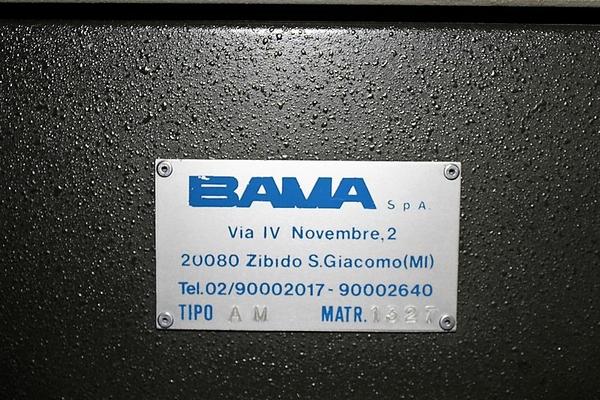 BAMA SpA.
Via IV Novembre,2
20080 Zibido S.Giacomo(MI)
Tel.02/90002017-90002640
TIPO AM MATR. 1327